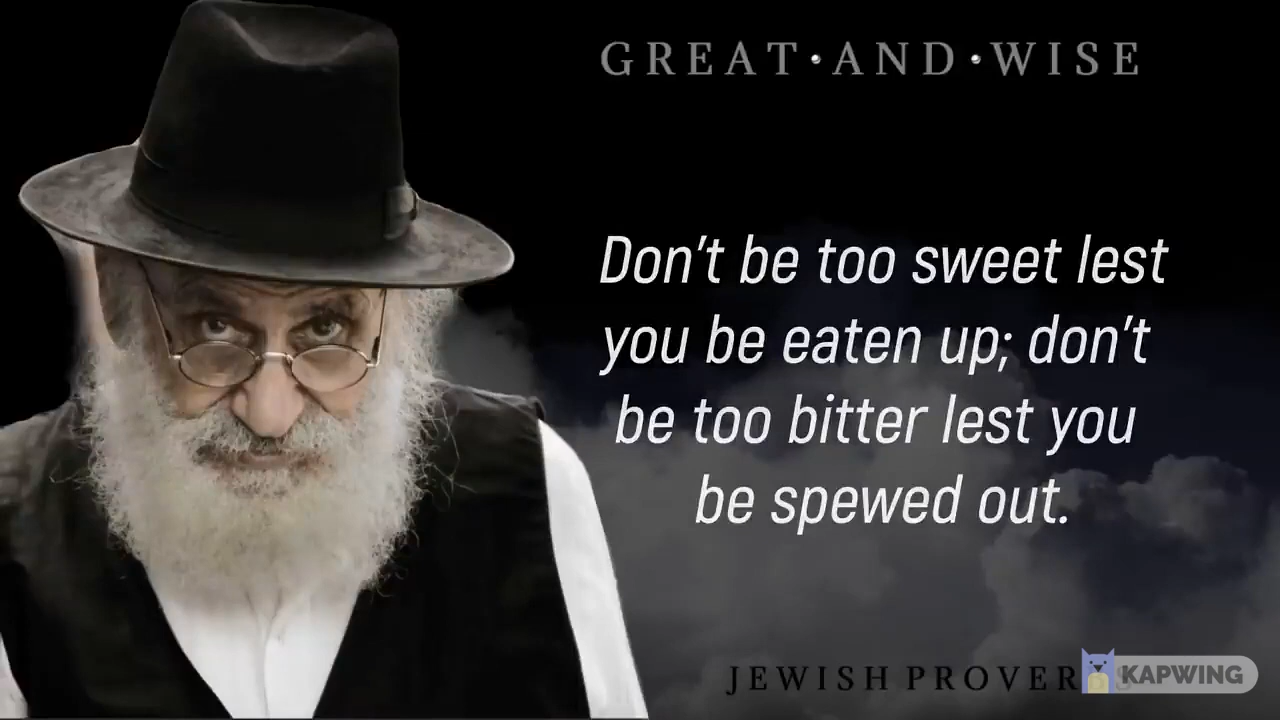 GREAT·AND·WISE
Don't be too sweet lest
you be eaten up; don't
be too bitter lest you
be spewed out.
JEWISH PROVERBS
KAPWING